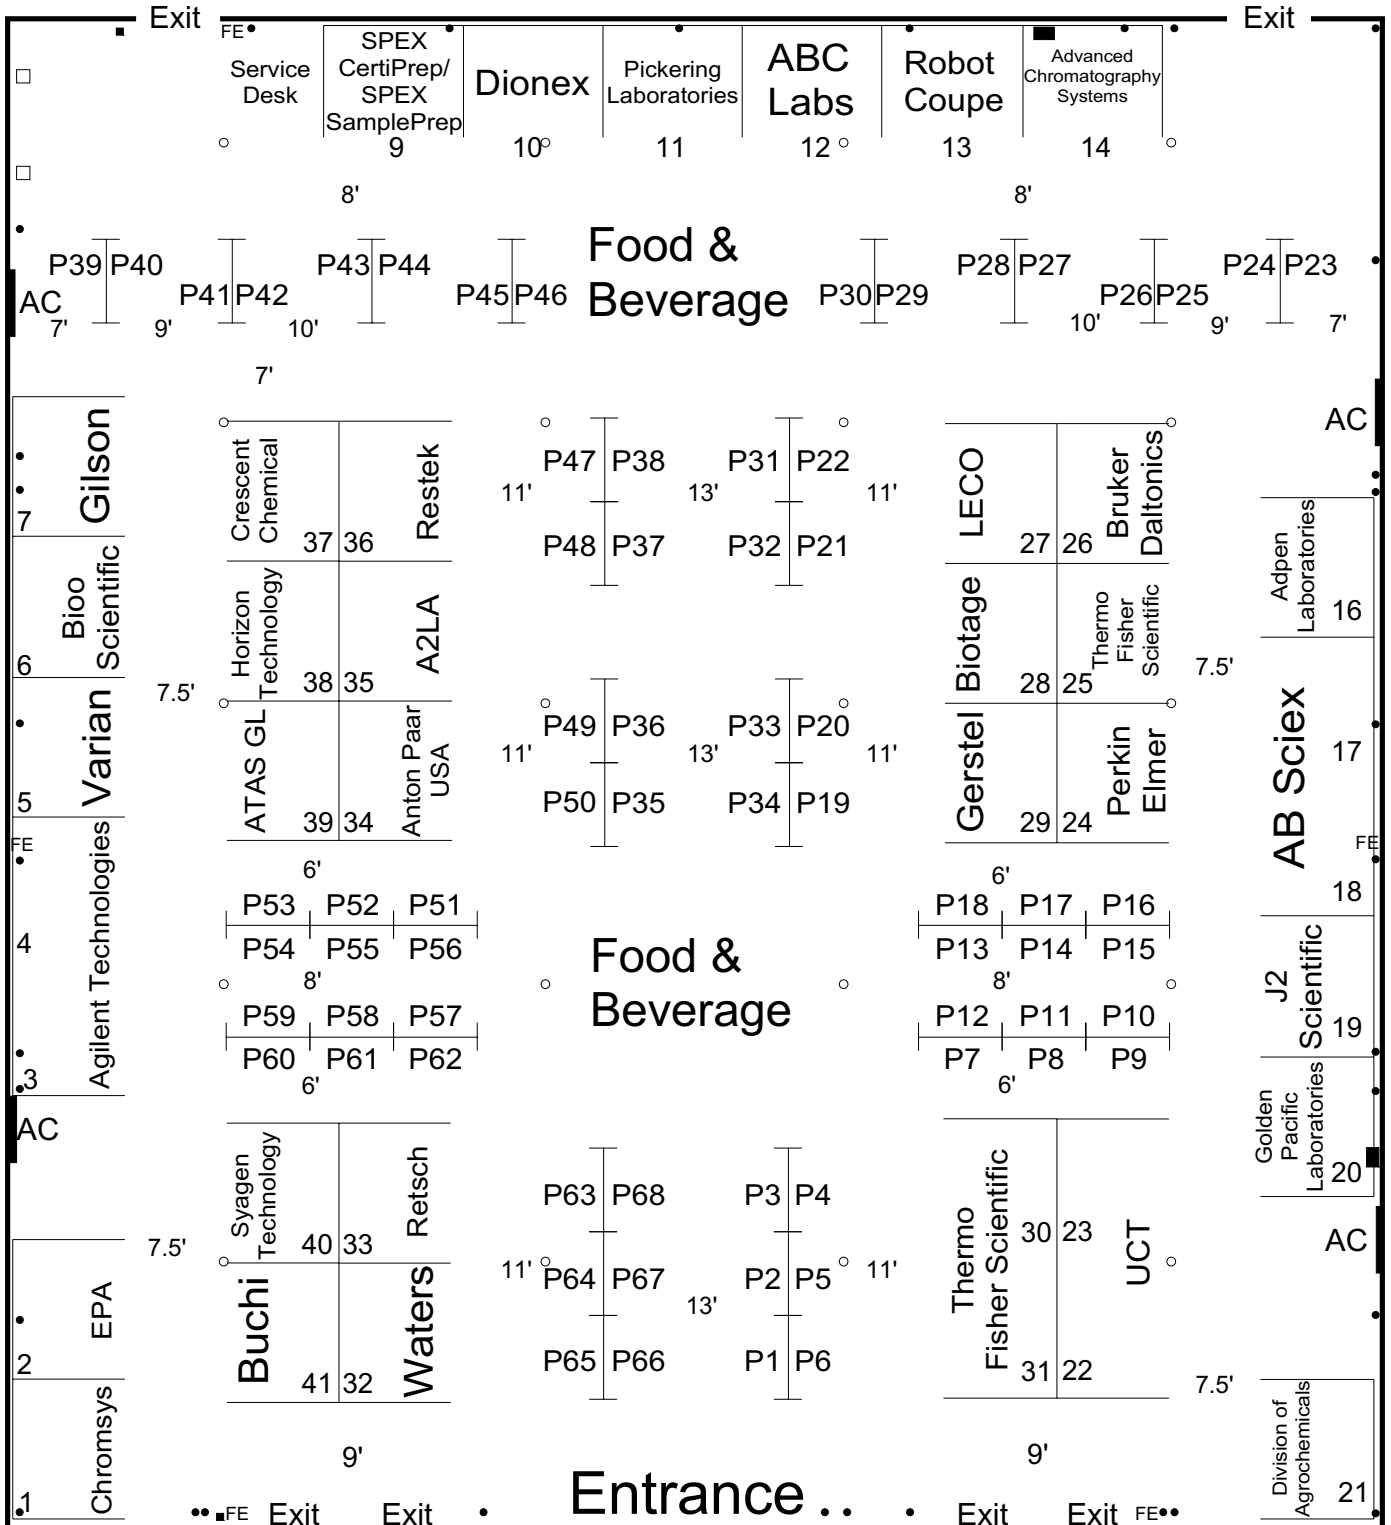 Exit
Exit
FE
Service
Desk
SPEX
CertiPrep/
SPEX
SamplePrep
9
Dionex
10
Pickering
Laboratories
11
ABC
Labs
12
Robot
Coupe
13
Advanced
Chromatography
Systems
14
8'
8'
Food &
Beverage
P39 P40
P41 P42
P43 P44
P45 P46
P30 P29
P28 P27
P26 P25
P24 P23
AC
7'
9'
10'
10'
9'
7'
7'
AC
Gilson
7
Bioo
Scientific
6
Varian
5
FE
Agilent Technologies
4
3
AC
EPA
2
Chromsys
1
7.5'
7.5'
Crescent
Chemical
37
36
Restek
Horizon
Technology
38
35
A2LA
ATAS GL
39
34
Anton Paar
USA
P47 P38
P48 P37
P31 P22
P32 P21
11'
13'
11'
P49 P36
P50 P35
P33 P20
P34 P19
11'
13'
11'
LECO
27
26
Bruker
Daltonics
Biotage
28
25
Thermo
Fisher
Scientific
Gerstel
29
24
Perkin
Elmer
7.5'
Adpen
Laboratories
16
AB Sciex
17
18
FE
J2
Scientific
19
Golden
Pacific
Laboratories
20
AC
6'
P53 P52 P51
P54 P55 P56
8'
P59 P58 P57
P60 P61 P62
6'
Food &
Beverage
6'
P18 P17 P16
P13 P14 P15
8'
P12 P11 P10
P7 P8 P9
6'
Syagen
Technology
40
33
Retsch
Buchi
41
32
Waters
P63 P68
P64 P67
P65 P66
P3 P4
P2 P5
P1 P6
11'
13'
11'
Thermo
Fisher Scientific
30
31
23
22
UCT
7.5'
Division of
Agrochemicals
21
9'
9'
Entrance
FE
Exit
Exit
Exit
Exit
FE